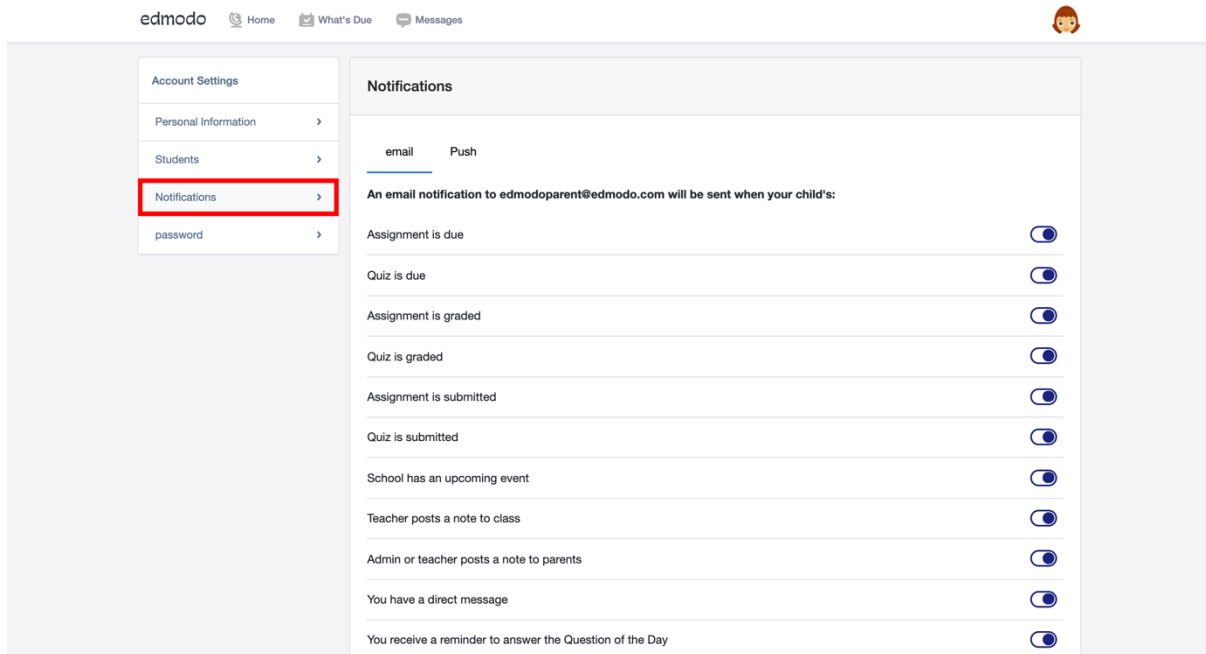 edmodo
Home
What's Due
Messages
Account Settings
Personal Information
Students
Notifications
password
Notifications
email
Push
An email notification to edmodoparent@edmodo.com will be sent when your child's:
Assignment is due
Quiz is due
Assignment is graded
Quiz is graded
Assignment is submitted
Quiz is submitted
School has an upcoming event
Teacher posts a note to class
Admin or teacher posts a note to parents
You have a direct message
You receive a reminder to answer the Question of the Day